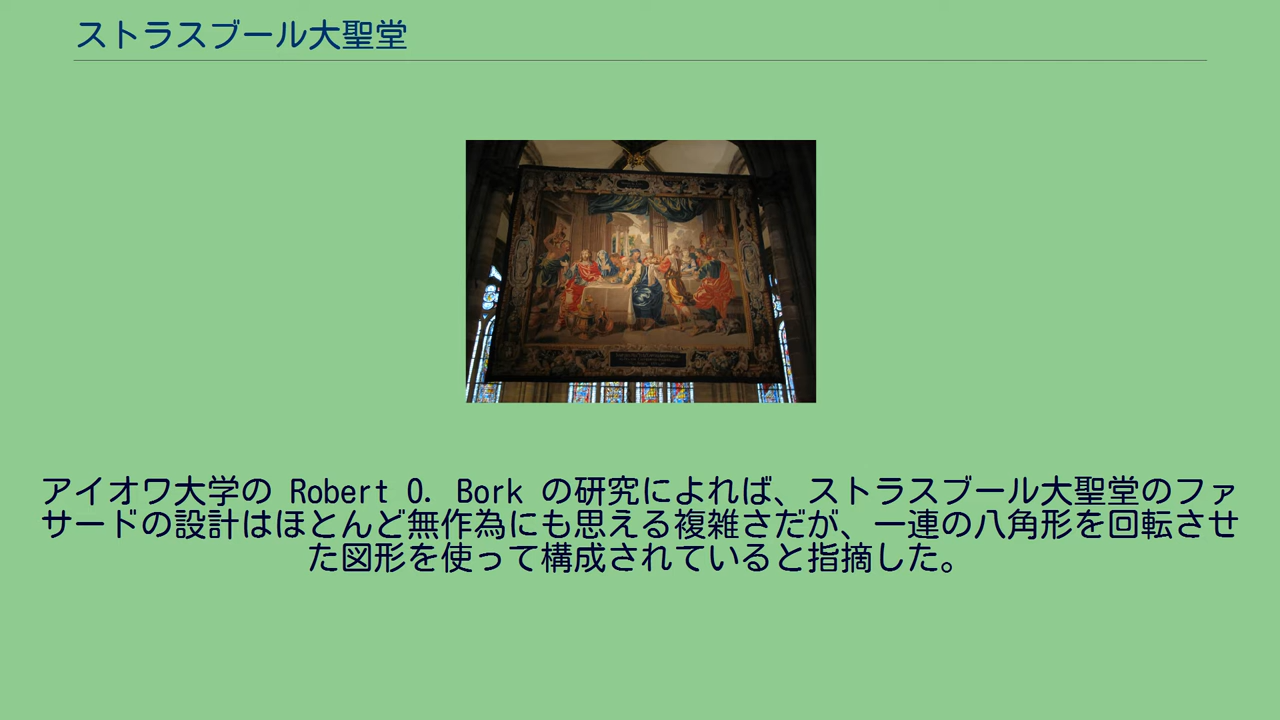 ストラスブール大聖堂
アイオワ大学の Robert O. Bork の研究によれば、ストラスブール大聖堂のファ
サードの設計はほとんど無作為にも思える複雑さだが、一連の八角形を回転させ
た図形を使って構成されていると指摘した。